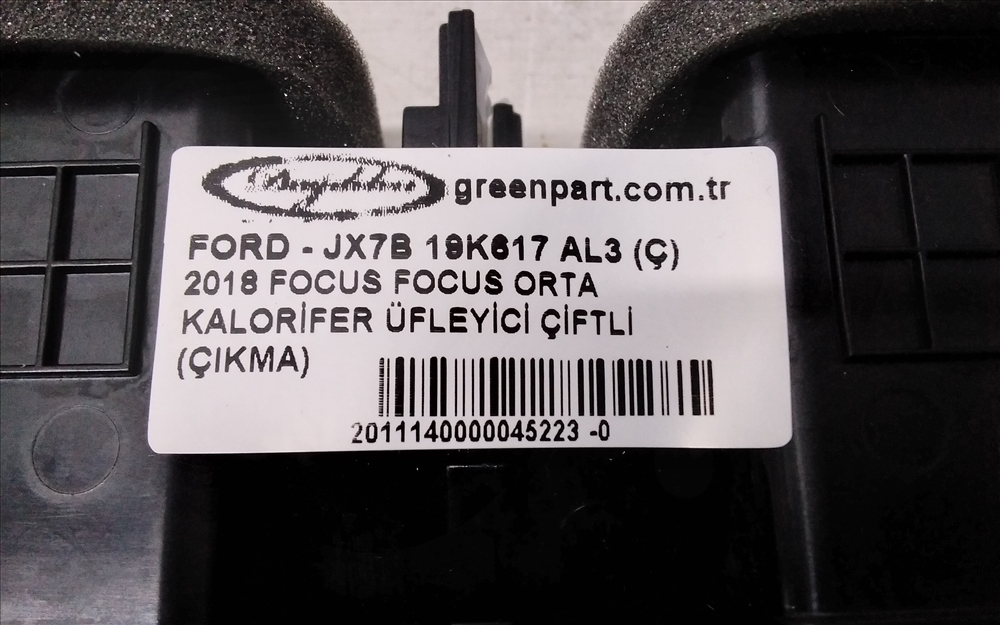 greenpart.com.tr
FORD - JX7B 19K617 AL3 (Ç)
2018 FOCUS FOCUS ORTA
KALORİFER ÜFLEYİCİ ÇİFTLİ
(ÇIKMA)
2011140000045223 -0